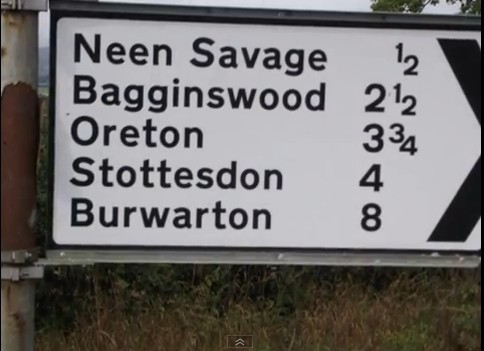 Neen Savage ½
Bagginswood 2½
Oreton 3¾
Stottesdon 4
Burwarton 8